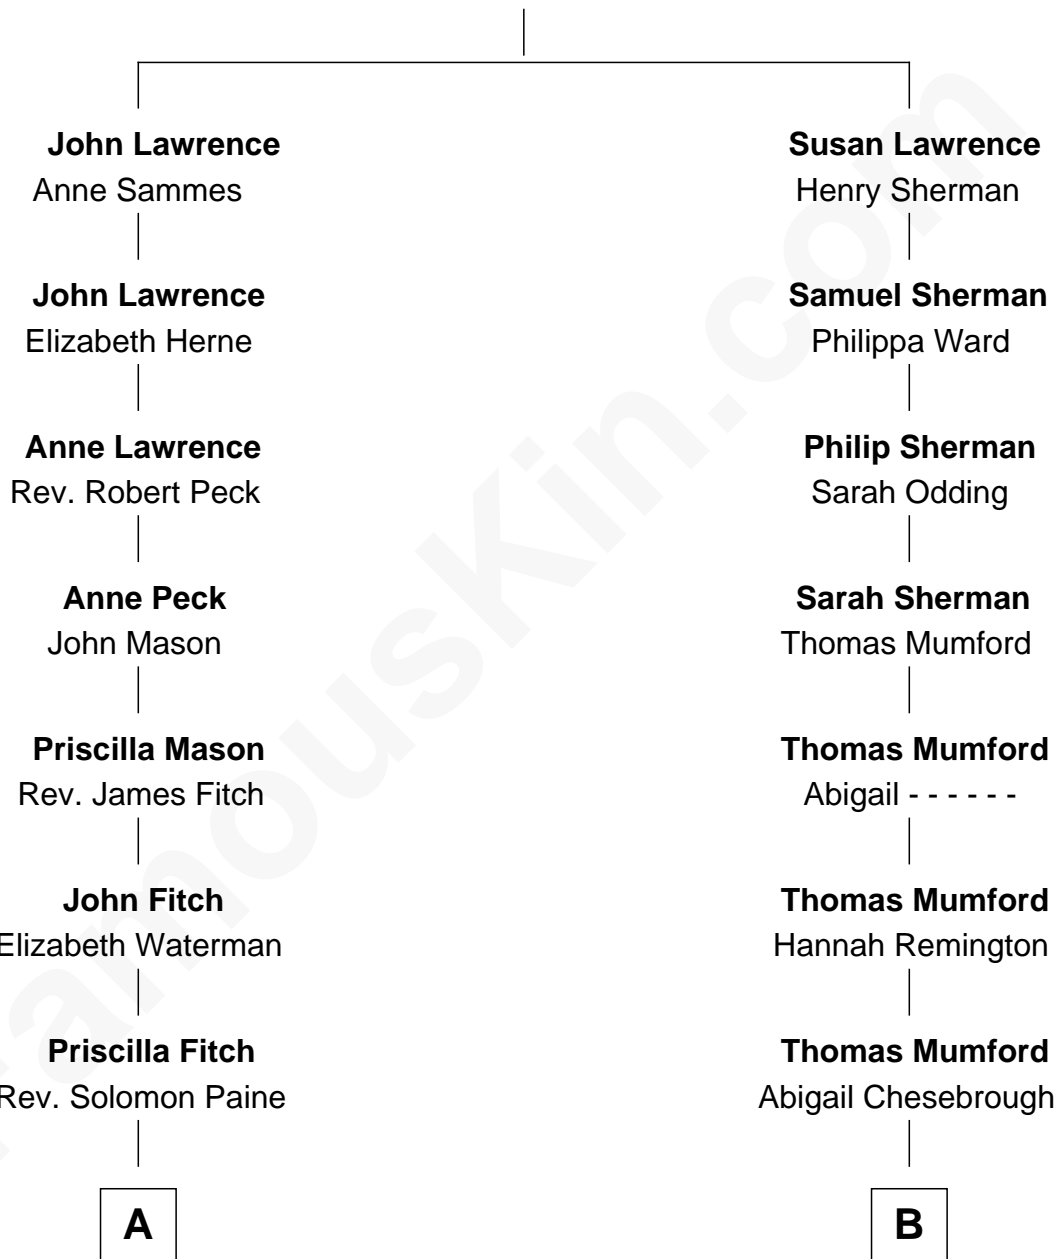 John Lawrence
Anne Sammes
John Lawrence
Elizabeth Herne
Anne Lawrence
Rev. Robert Peck
Anne Peck
John Mason
Priscilla Mason
Rev. James Fitch
John Fitch
Elizabeth Waterman
Priscilla Fitch
Rev. Solomon Paine
A
Susan Lawrence
Henry Sherman
Samuel Sherman
Philippa Ward
Philip Sherman
Sarah Odding
Sarah Sherman
Thomas Mumford
Thomas Mumford
Abigail - - - - - -
Thomas Mumford
Hannah Remington
Thomas Mumford
Abigail Chesebrough
B
FamousKin.com